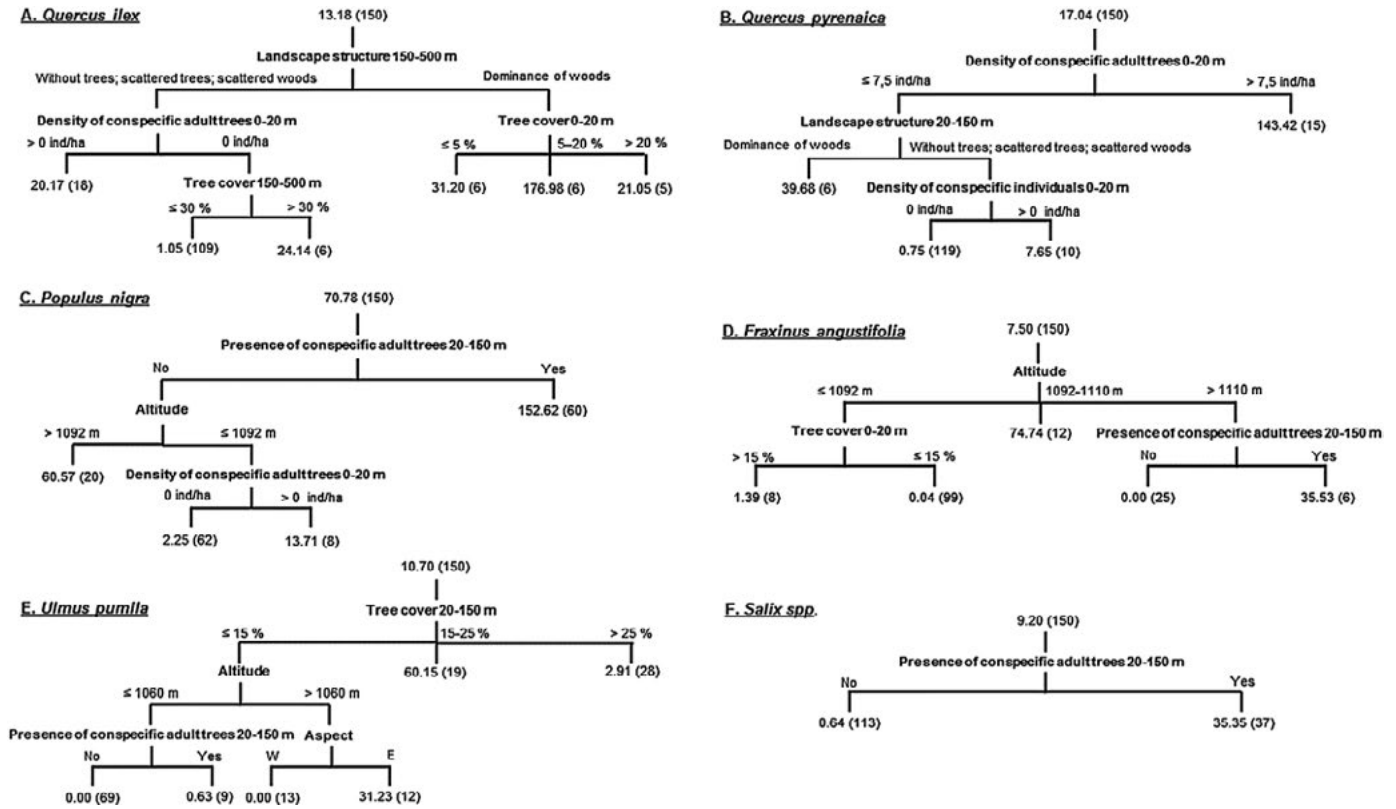 A. Quercus ilex
13.18 (150)
Landscape structure 150-500 m
Without trees; scattered trees; scattered woods
Dominance of woods
Density of conspecific adult trees 0-20 m
Tree cover 0-20 m
> 0 ind/ha
0 ind/ha
≤ 5 %
5–20 %
> 20 %
20.17 (18)
Tree cover 150-500 m
31.20 (6)
176.98 (6)
21.05 (5)
≤ 30 %
> 30 %
1.05 (109)
24.14 (6)
B. Quercus pyrenaica
17.04 (150)
Density of conspecific adult trees 0-20 m
≤ 7,5 ind/ha
> 7,5 ind/ha
Landscape structure 20-150 m
143.42 (15)
Dominance of woods
Without trees; scattered trees; scattered woods
39.68 (6)
Density of conspecific individuals 0-20 m
0 ind/ha
> 0 ind/ha
0.75 (119)
7.65 (10)
C. Populus nigra
70.78 (150)
Presence of conspecific adult trees 20-150 m
No
Yes
Altitude
152.62 (60)
> 1092 m
≤ 1092 m
60.57 (20)
Density of conspecific adult trees 0-20 m
0 ind/ha
> 0 ind/ha
2.25 (62)
13.71 (8)
D. Fraxinus angustifolia
7.50 (150)
Altitude
≤ 1092 m
1092-1110 m
> 1110 m
Tree cover 0-20 m
74.74 (12)
Presence of conspecific adult trees 20-150 m
> 15 %
≤ 15 %
No
Yes
1.39 (8)
0.04 (99)
0.00 (25)
35.53 (6)
E. Ulmus pumila
10.70 (150)
Tree cover 20-150 m
≤ 15 %
15-25 %
> 25 %
Altitude
60.15 (19)
2.91 (28)
≤ 1060 m
> 1060 m
Presence of conspecific adult trees 20-150 m
Aspect
No
Yes
W
E
0.00 (69)
0.63 (9)
0.00 (13)
31.23 (12)
F. Salix spp.
9.20 (150)
Presence of conspecific adult trees 20-150 m
No
Yes
0.64 (113)
35.35 (37)